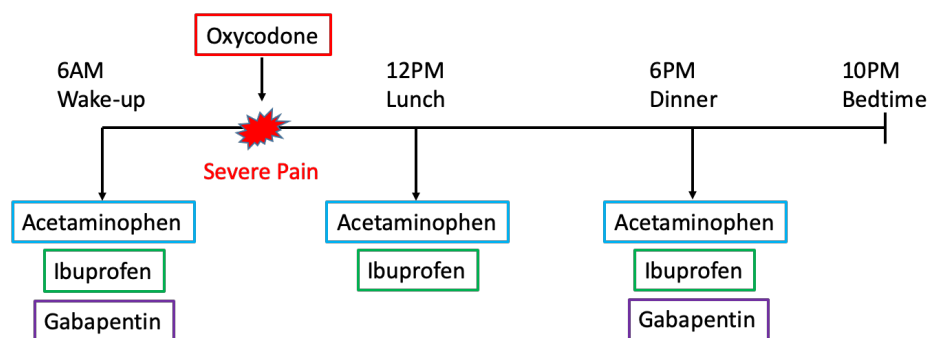 Oxycodone
6AM
Wake-up
12PM
Lunch
6PM
Dinner
10PM
Bedtime
Severe Pain
Acetaminophen
Ibuprofen
Gabapentin
Acetaminophen
Ibuprofen
Acetaminophen
Ibuprofen
Gabapentin